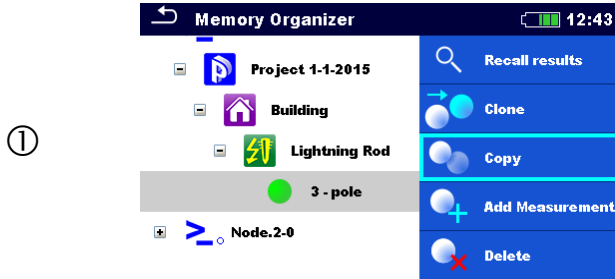 Memory Organizer 12:43
Project 1-1-2015
Building
Lightning Rod
3 - pole
Node.2-0
Recall results
Clone
Copy
Add Measurement
Delete
①